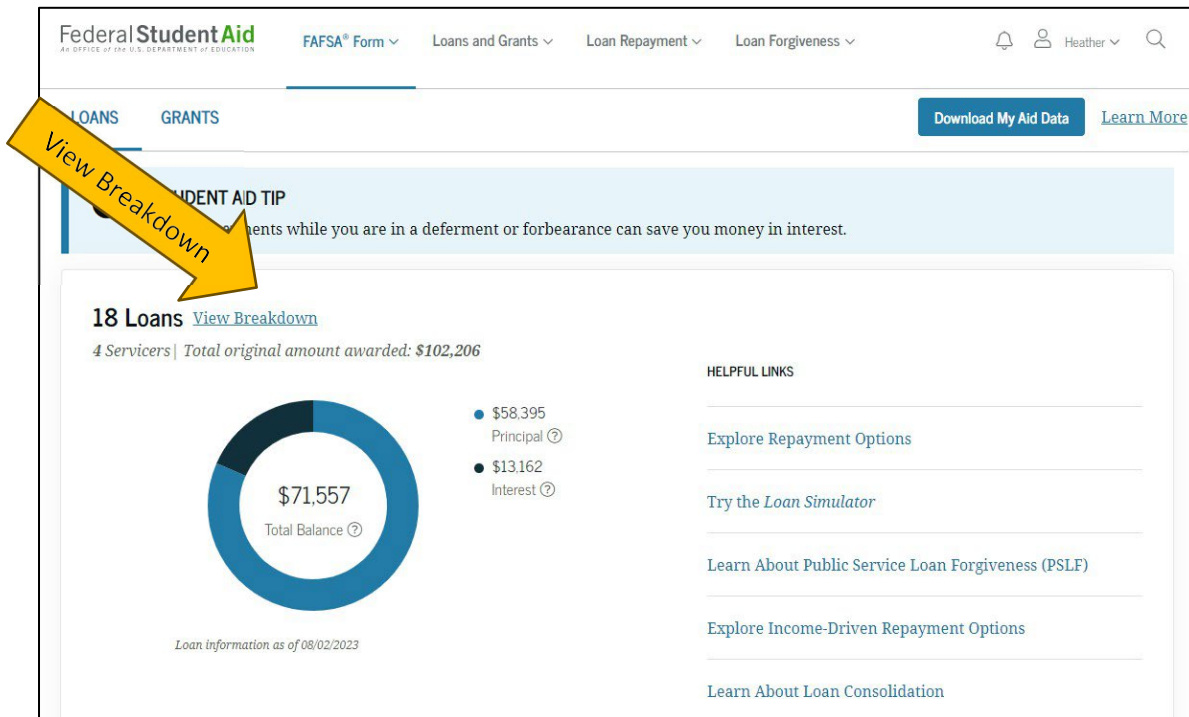 Federal Student Aid
An OFFICE of the U.S. DEPARTMENT of EDUCATION
FAFSA® Form
Loans and Grants
Loan Repayment
Loan Forgiveness
Heather
LOANS
GRANTS
Download My Aid Data
Learn More
View Breakdown
AID TIP
while you are in a deferment or forbearance can save you money in interest.
18 Loans View Breakdown
4 Servicers| Total original amount awarded: $102,206
$58,395
Principal ?
$13,162
Interest ?
$71,557
Total Balance ?
Loan information as of 08/02/2023
HELPFUL LINKS
Explore Repayment Options
Try the Loan Simulator
Learn About Public Service Loan Forgiveness (PSLF)
Explore Income-Driven Repayment Options
Learn About Loan Consolidation